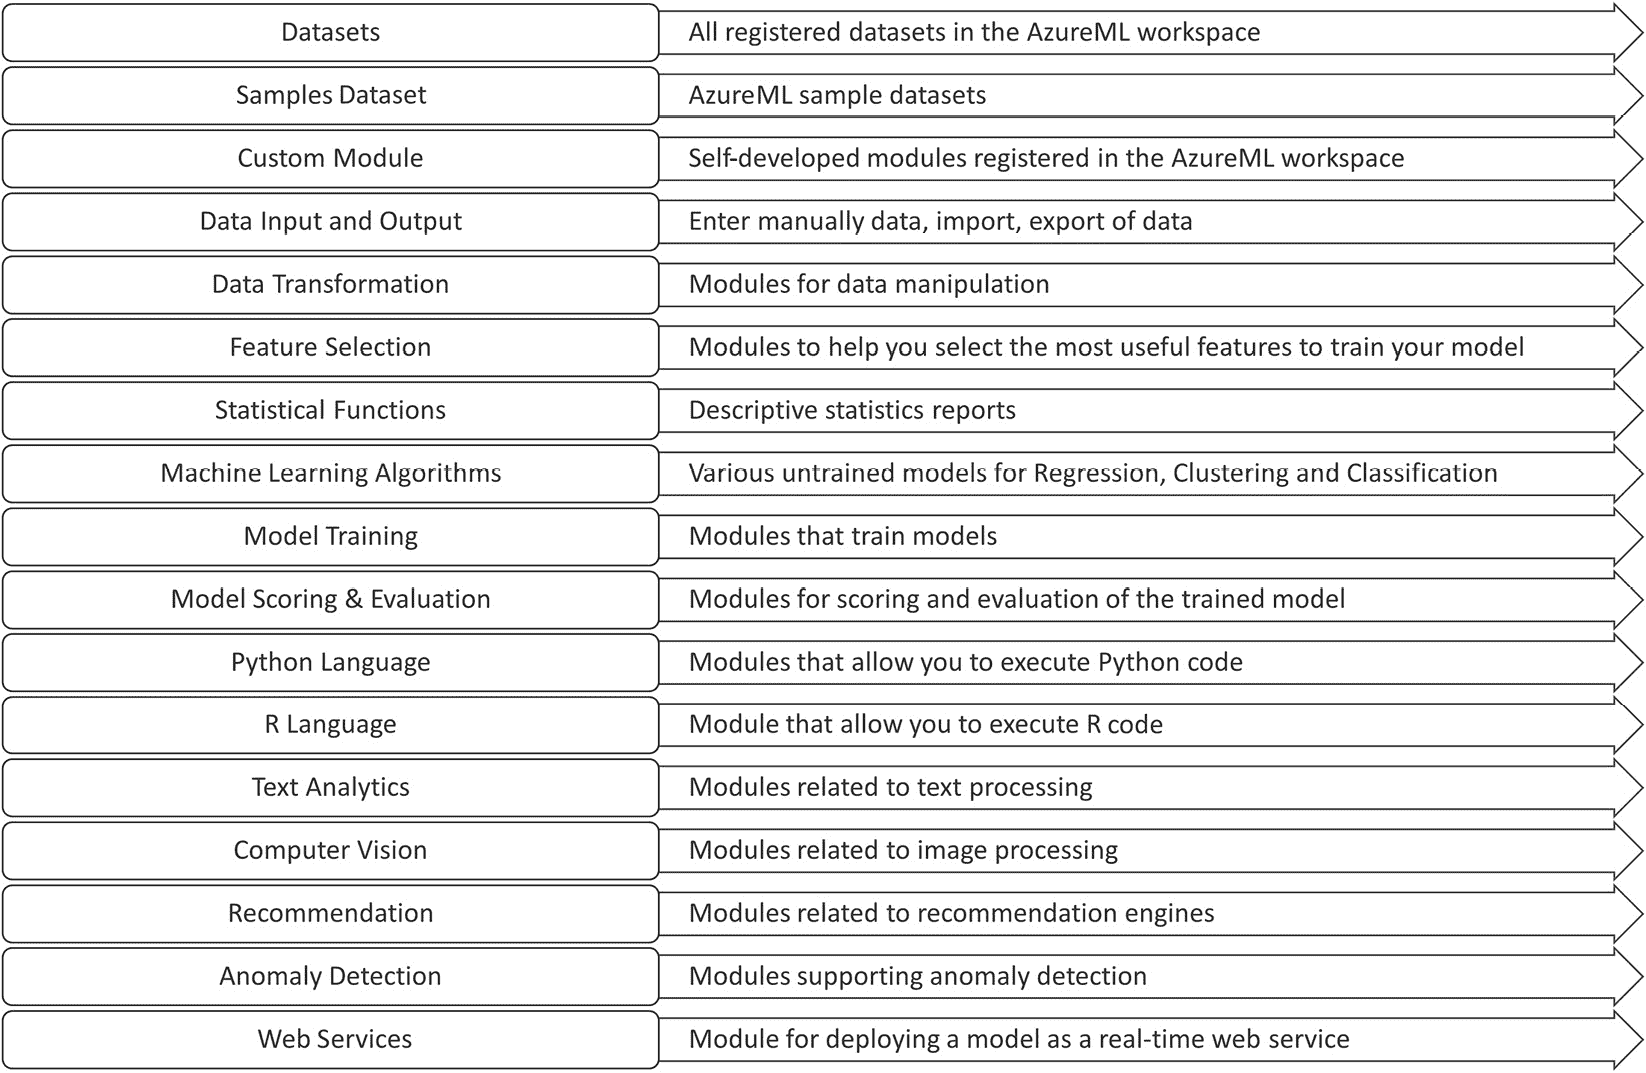 Datasets
All registered datasets in the AzureML workspace
Samples Dataset
AzureML sample datasets
Custom Module
Self-developed modules registered in the AzureML workspace
Data Input and Output
Enter manually data, import, export of data
Data Transformation
Modules for data manipulation
Feature Selection
Modules to help you select the most useful features to train your model
Statistical Functions
Descriptive statistics reports
Machine Learning Algorithms
Various untrained models for Regression, Clustering and Classification
Model Training
Modules that train models
Model Scoring & Evaluation
Modules for scoring and evaluation of the trained model
Python Language
Modules that allow you to execute Python code
R Language
Module that allow you to execute R code
Text Analytics
Modules related to text processing
Computer Vision
Modules related to image processing
Recommendation
Modules related to recommendation engines
Anomaly Detection
Modules supporting anomaly detection
Web Services
Module for deploying a model as a real-time web service